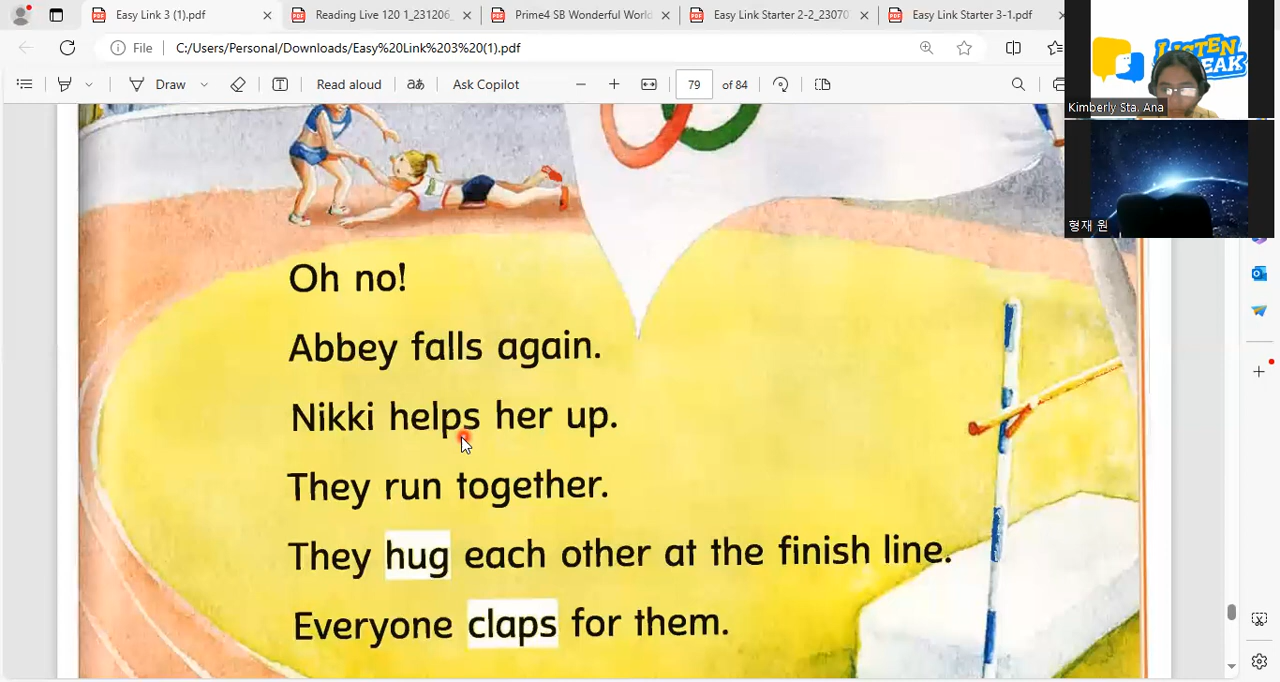 Easy Link 3 (1).pdf
Reading Live 120 1_231206_
Prime4 SB Wonderful World
Easy Link Starter 2-2_23070
Easy Link Starter 3-1.pdf
File C:/Users/Personal/Downloads/Easy%20Link%203%20(1).pdf
Draw Read aloud aあ Ask Copilot 79 of 84
LISTEN
SPEAK
Kimberly Sta. Ana
형재 원
Oh no!
Abbey falls again.
Nikki helps her up.
They run together.
They hug each other at the finish line.
Everyone claps for them.